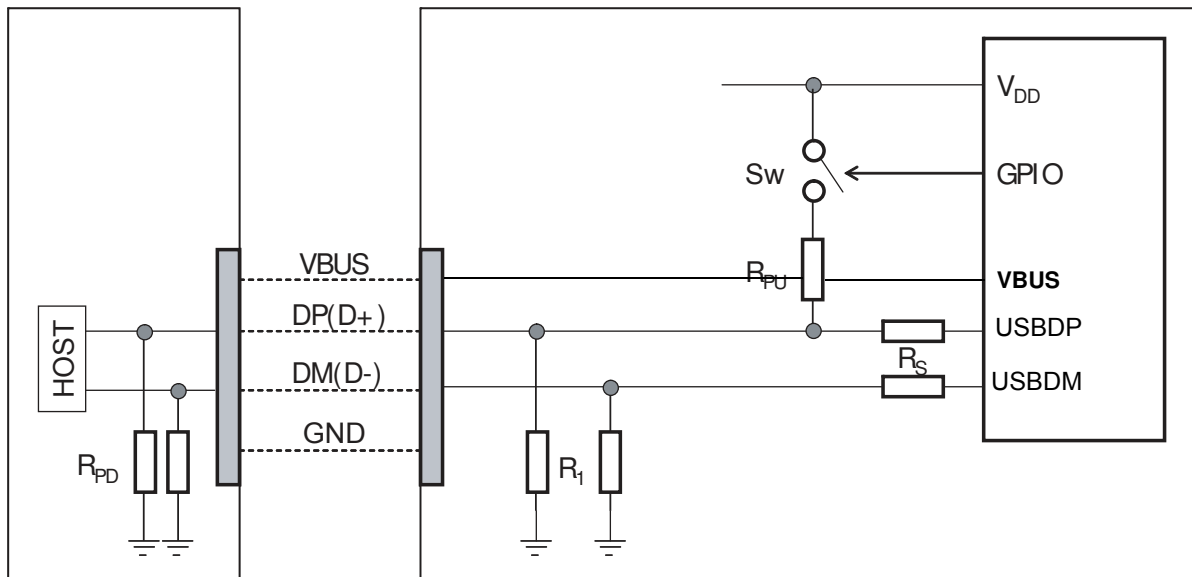 V_DD
Sw
GPIO
VBUS
R_PU
VBUS
DP(D+)
USBDP
HOST
R_S
DM(D-)
USBDM
GND
R_PD
R_1